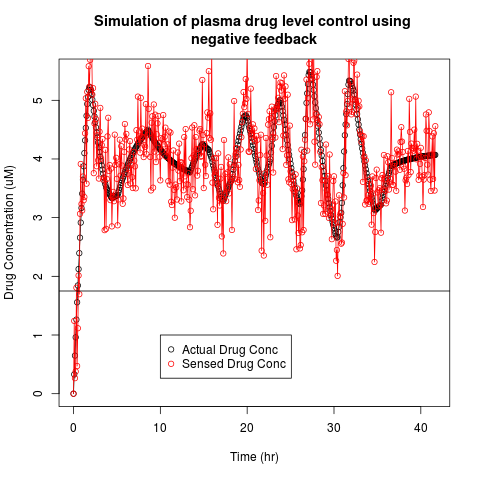 Simulation of plasma drug level control using
negative feedback
Drug Concentration (uM)
5
4
3
2
1
0
Actual Drug Conc
Sensed Drug Conc
0 10 20 30 40
Time (hr)